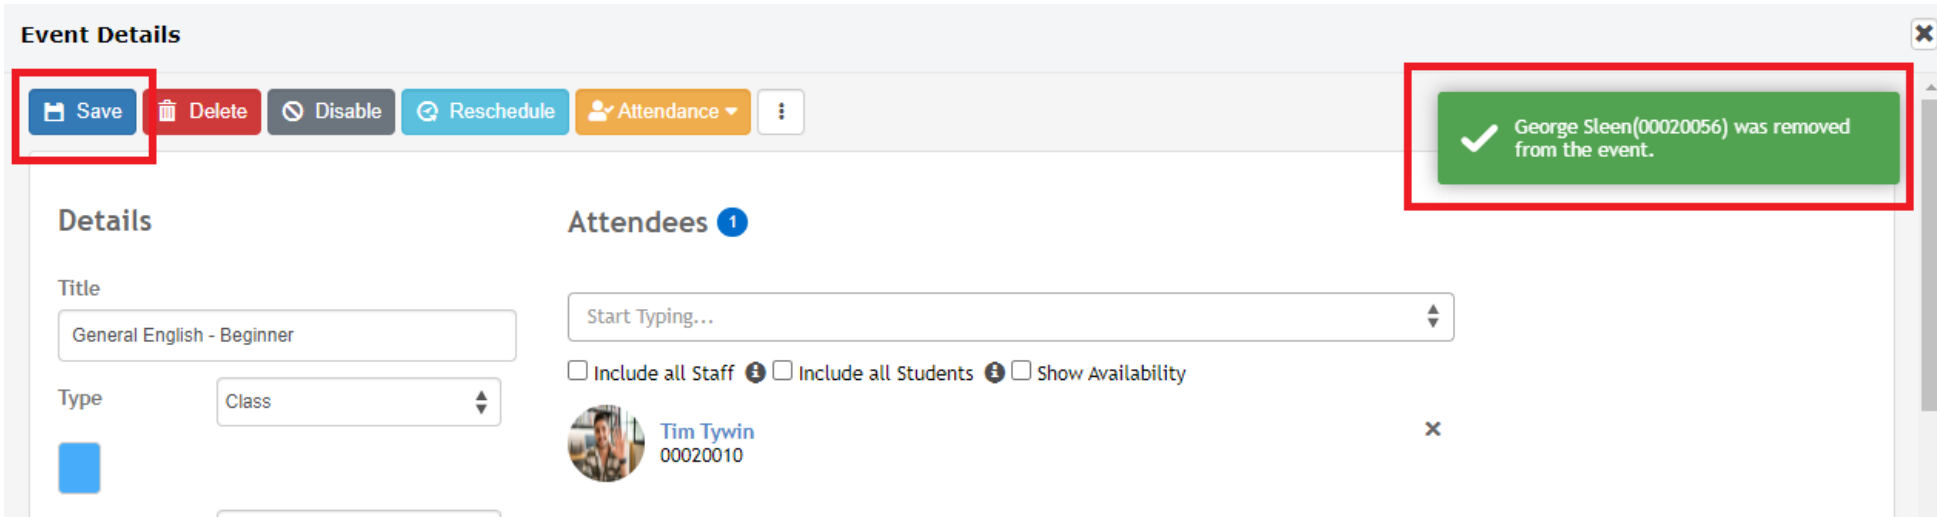 Event Details
Save
Delete
Disable
Reschedule
Attendance
George Sleen(00020056) was removed
from the event.
Details
Attendees 1
Title
Start Typing...
General English - Beginner
Include all Staff Include all Students Show Availability
Type
Class
Tim Tywin
00020010